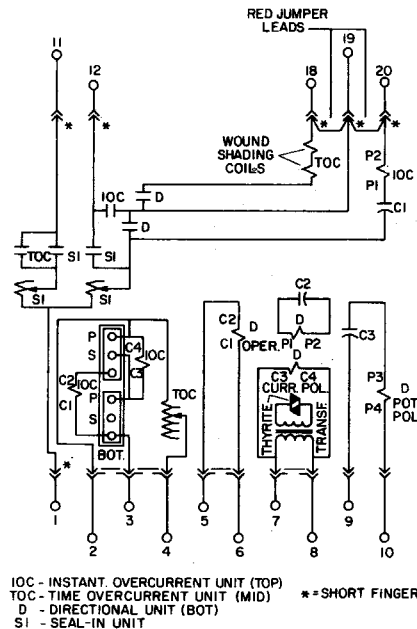 RED JUMPER
LEADS
11
12
18
19
20
*
*
*
*
*
WOUND
SHADING
COILS
TOC
P2
IOC
P1
C1
IOC
D
D
TOC
SI
SI
SI
SI
C2
D
P1
P2
C2
D
C1
OPER.
D
C3
C4
CURR. POL.
THYRITE
TRANSF.
C3
P3
D
P4
POT
POL
P
S
C4
IOC
C3
C2
IOC
C1
P
S
BOT.
TOC
*
1
2
3
4
5
6
7
8
9
10
IOC - INSTANT. OVERCURRENT UNIT (TOP)
TOC - TIME OVERCURRENT UNIT (MID)
* = SHORT FINGER
D - DIRECTIONAL UNIT (BOT)
SI - SEAL-IN UNIT